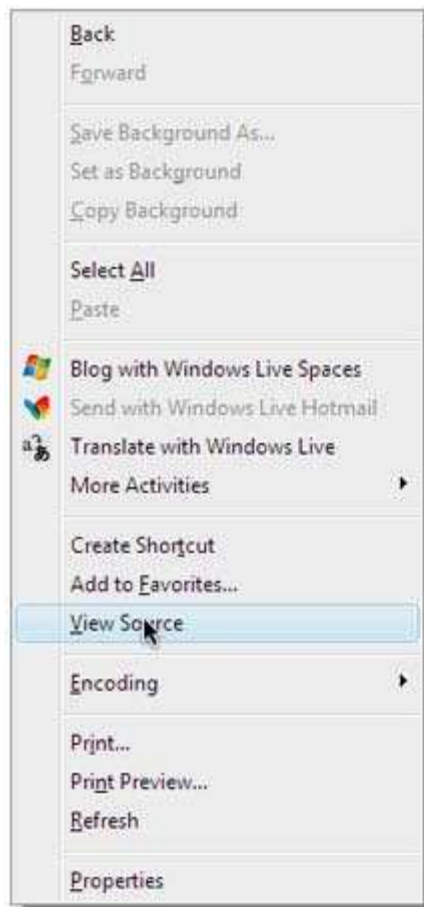 Back
Forward
Save Background As...
Set as Background
Copy Background
Select All
Paste
Blog with Windows Live Spaces
Send with Windows Live Hotmail
aあ Translate with Windows Live
More Activities
Create Shortcut
Add to Favorites...
View Source
Encoding
Print...
Print Preview...
Refresh
Properties